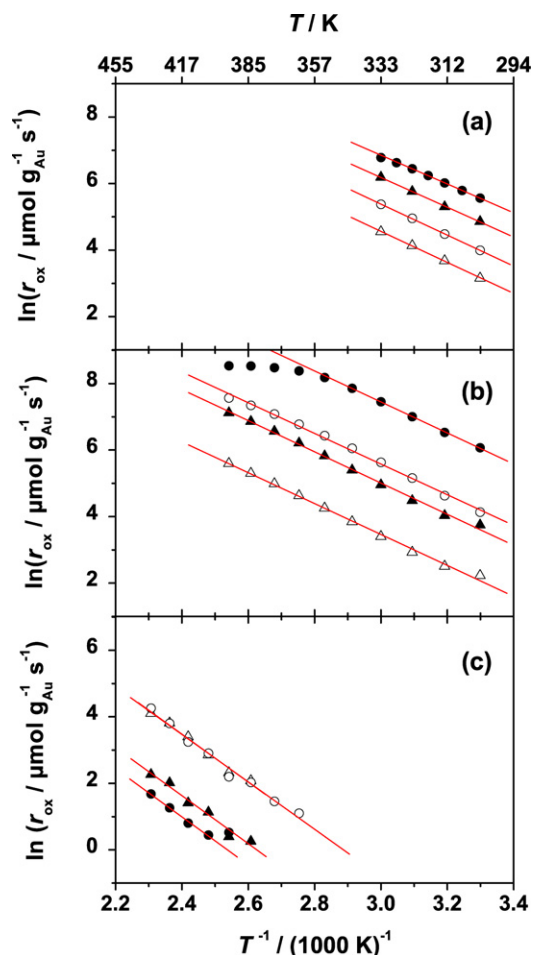 T / K
455 417 385 357 333 312 294
(a)
ln(r_ox / µmol g_Au^-1 s^-1)
8
6
4
2
(b)
ln(r_ox / µmol g_Au^-1 s^-1)
8
6
4
2
(c)
ln (r_ox / µmol g_Au^-1 s^-1)
6
4
2
0
2.2 2.4 2.6 2.8 3.0 3.2 3.4
T^-1 / (1000 K)^-1